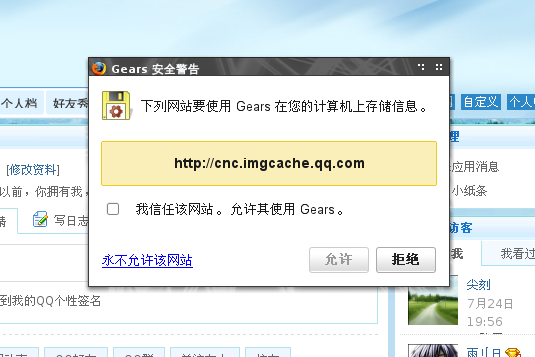 Gears 安全警告
个人档 好友秀
自定义 个人
下列网站要使用 Gears 在您的计算机上存储信息。
http://cnc.imgcache.qq.com
我信任该网站。允许其使用 Gears。
永不允许该网站
允许 拒绝
[修改资料]
以前，你拥有我，
写日志
到我的QQ个性签名
应用消息
小纸条
访客
我 我看过
尖刻
7月24日
19:56